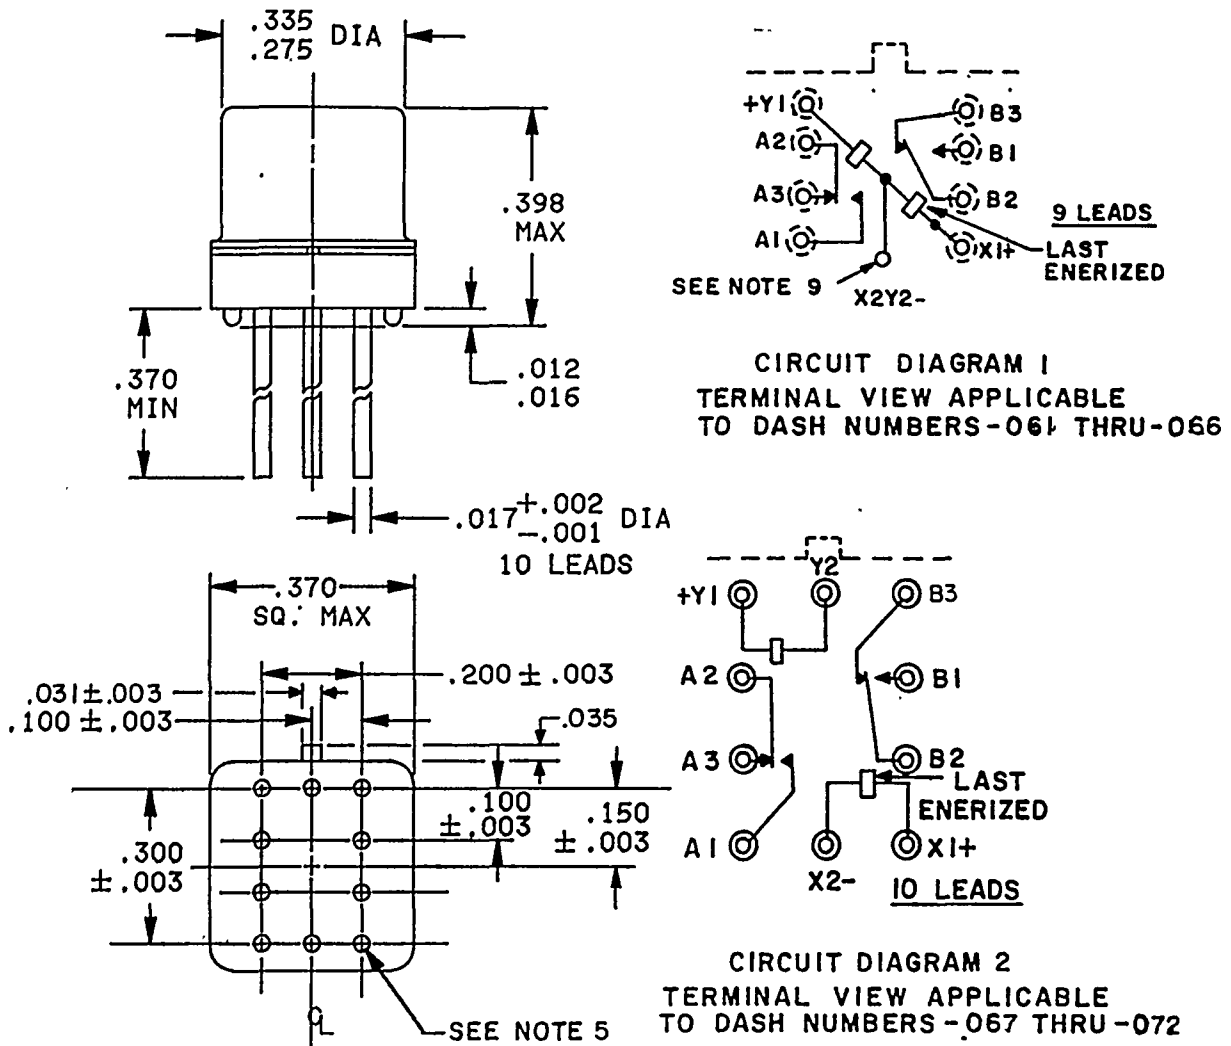 .335 DIA
.275
.398
MAX
.370
MIN
.012
.016
.017 +.002 DIA
-.001
10 LEADS
+Y1
A2
A3
A1
B3
B1
B2
X1+
9 LEADS
LAST
ENERIZED
SEE NOTE 9
X2Y2-
CIRCUIT DIAGRAM 1
TERMINAL VIEW APPLICABLE
TO DASH NUMBERS-061 THRU-066
.370
SQ. MAX
.200 ± .003
.031±.003
.100 ±.003
.035
.100
±.003
.150
± .003
.300
±.003
℄
SEE NOTE 5
Y2
+Y1
B3
A2
B1
A3
B2
LAST
ENERIZED
A1
X2-
X1+
10 LEADS
CIRCUIT DIAGRAM 2
TERMINAL VIEW APPLICABLE
TO DASH NUMBERS-067 THRU-072